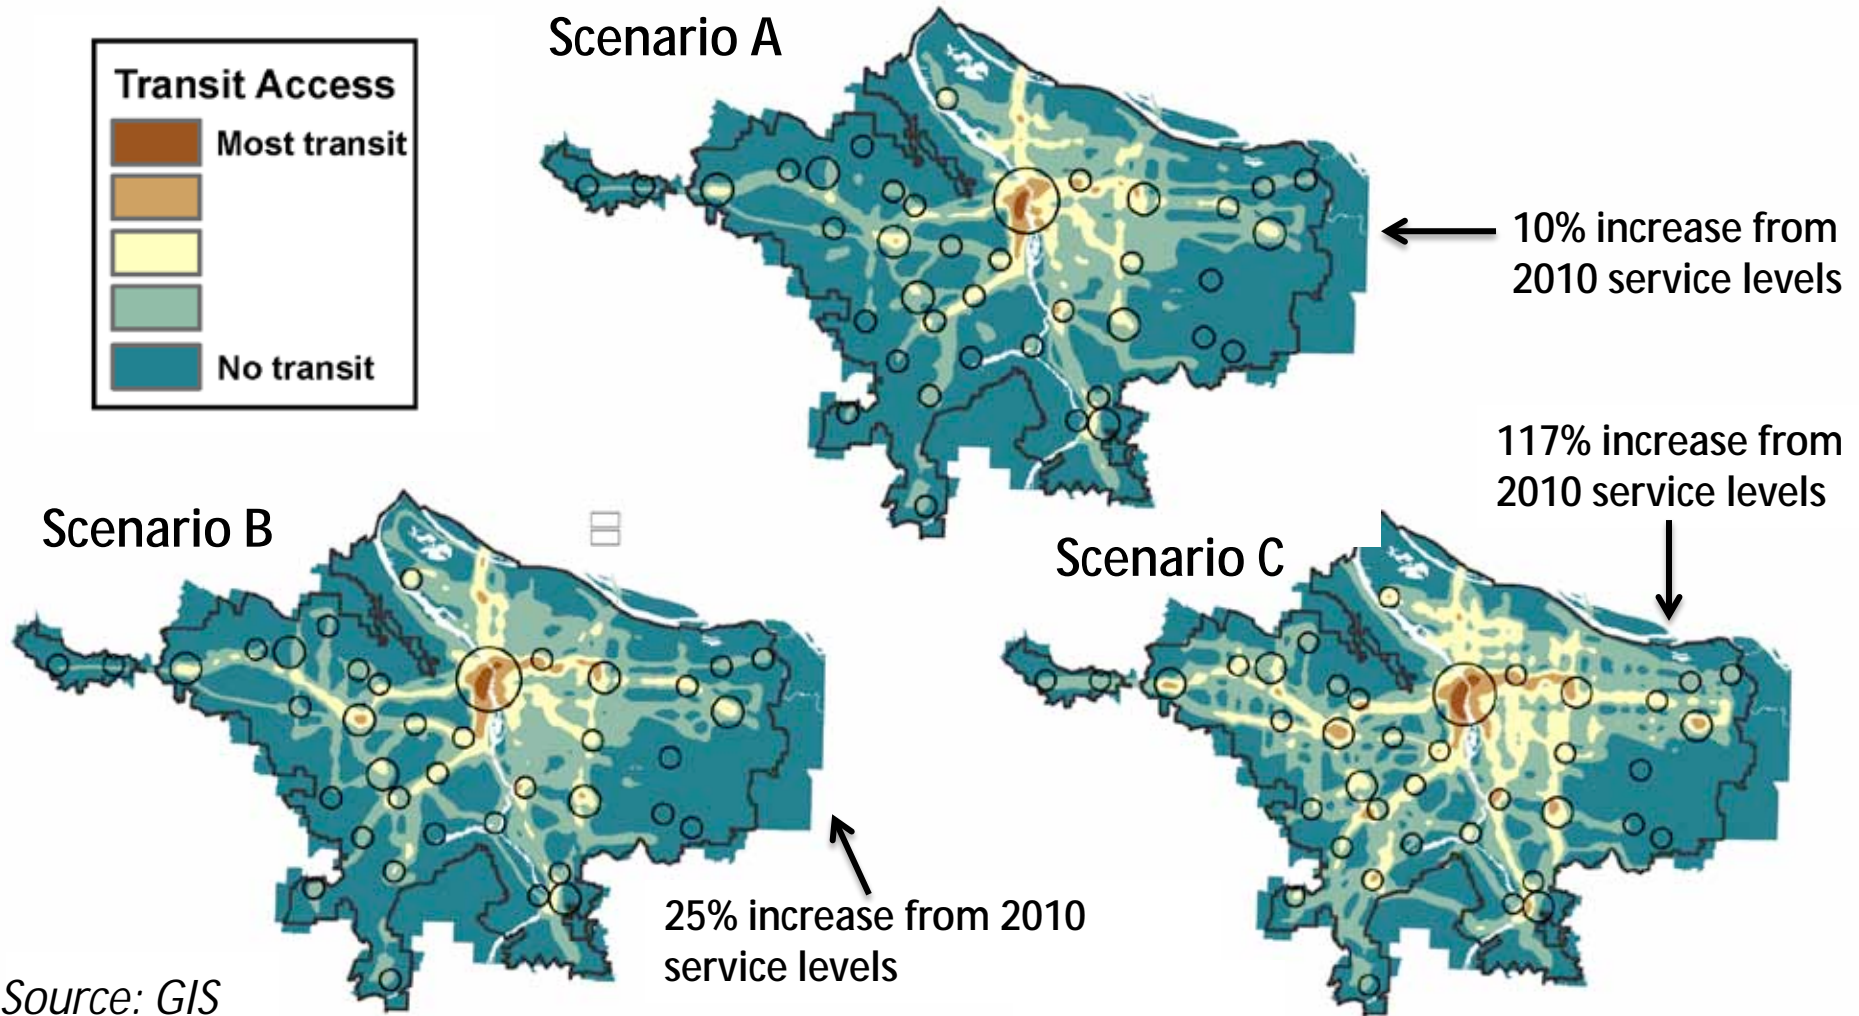 Scenario A
Transit Access
Most transit
No transit
10% increase from
2010 service levels
117% increase from
2010 service levels
Scenario B
Scenario C
25% increase from 2010
service levels
Source: GIS